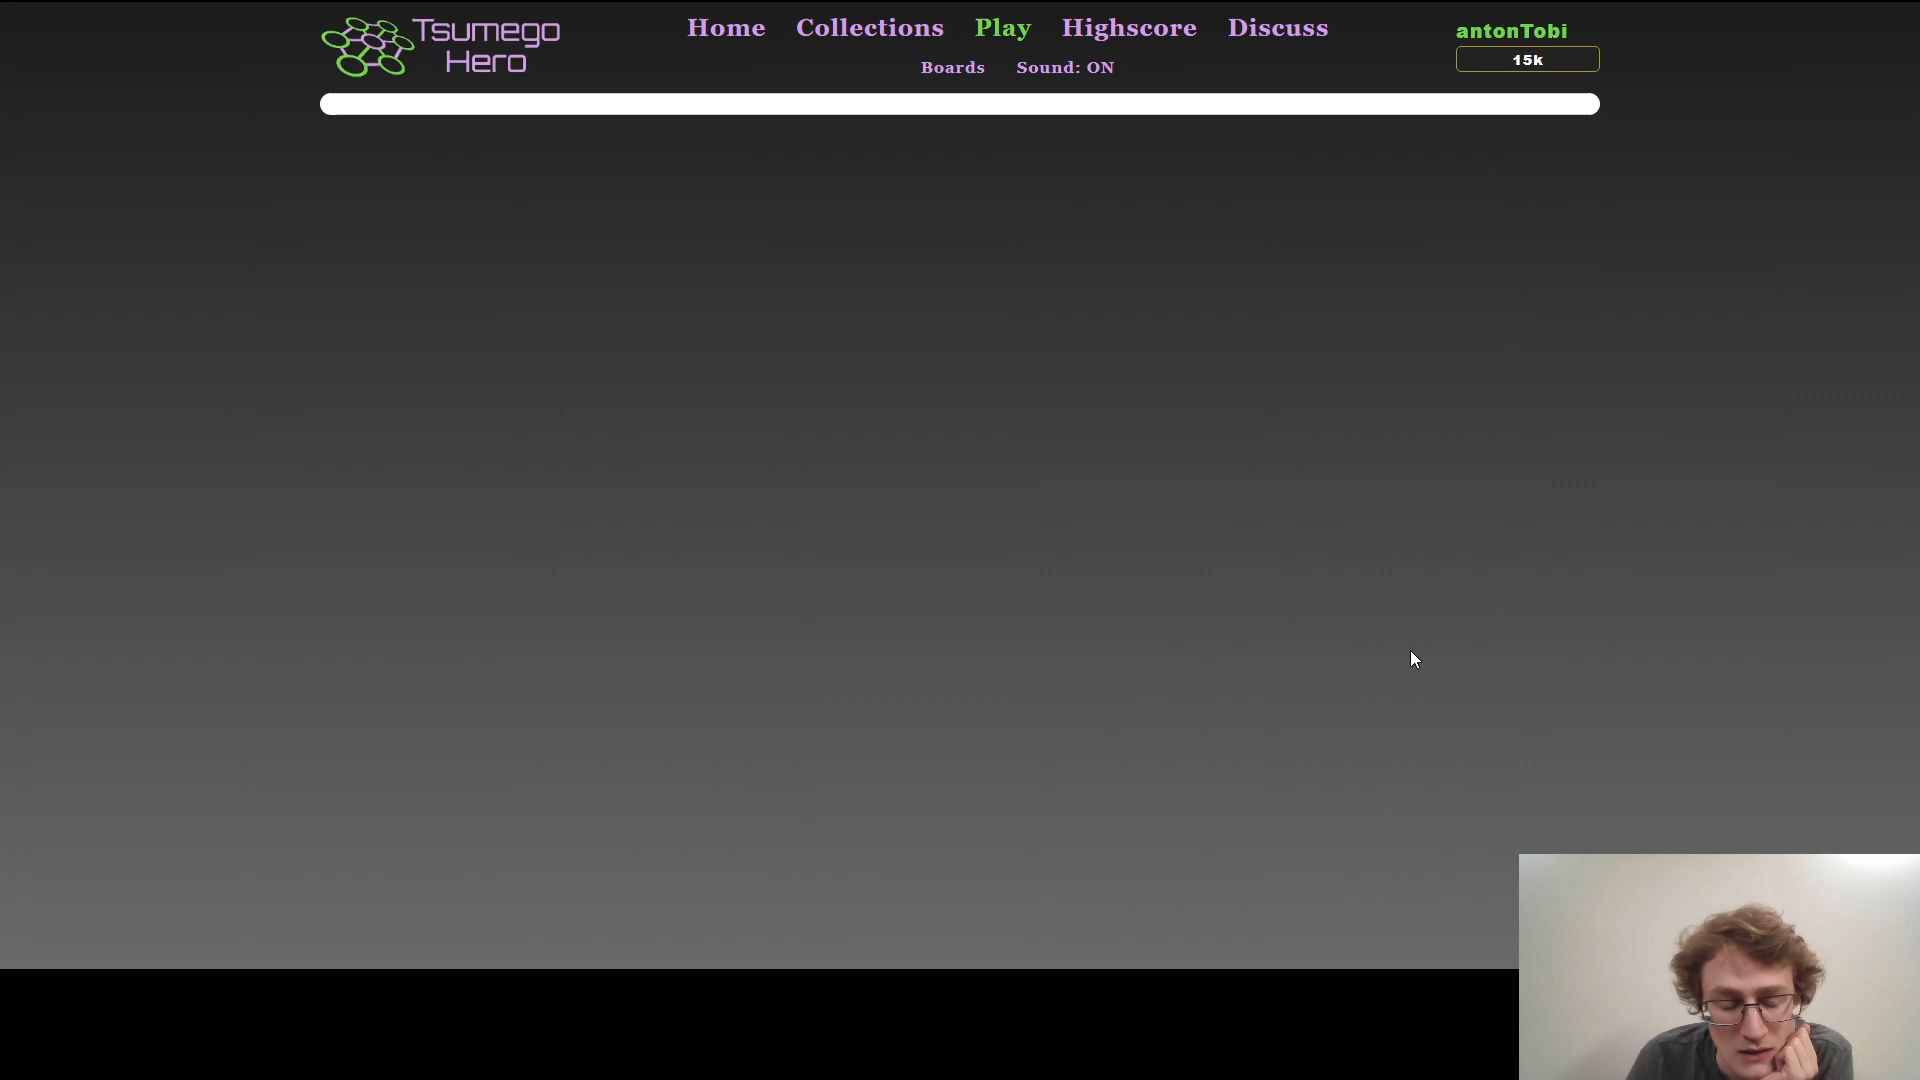 Tsumego
Hero
Home Collections Play Highscore Discuss
Boards Sound: ON
antonTobi
15k